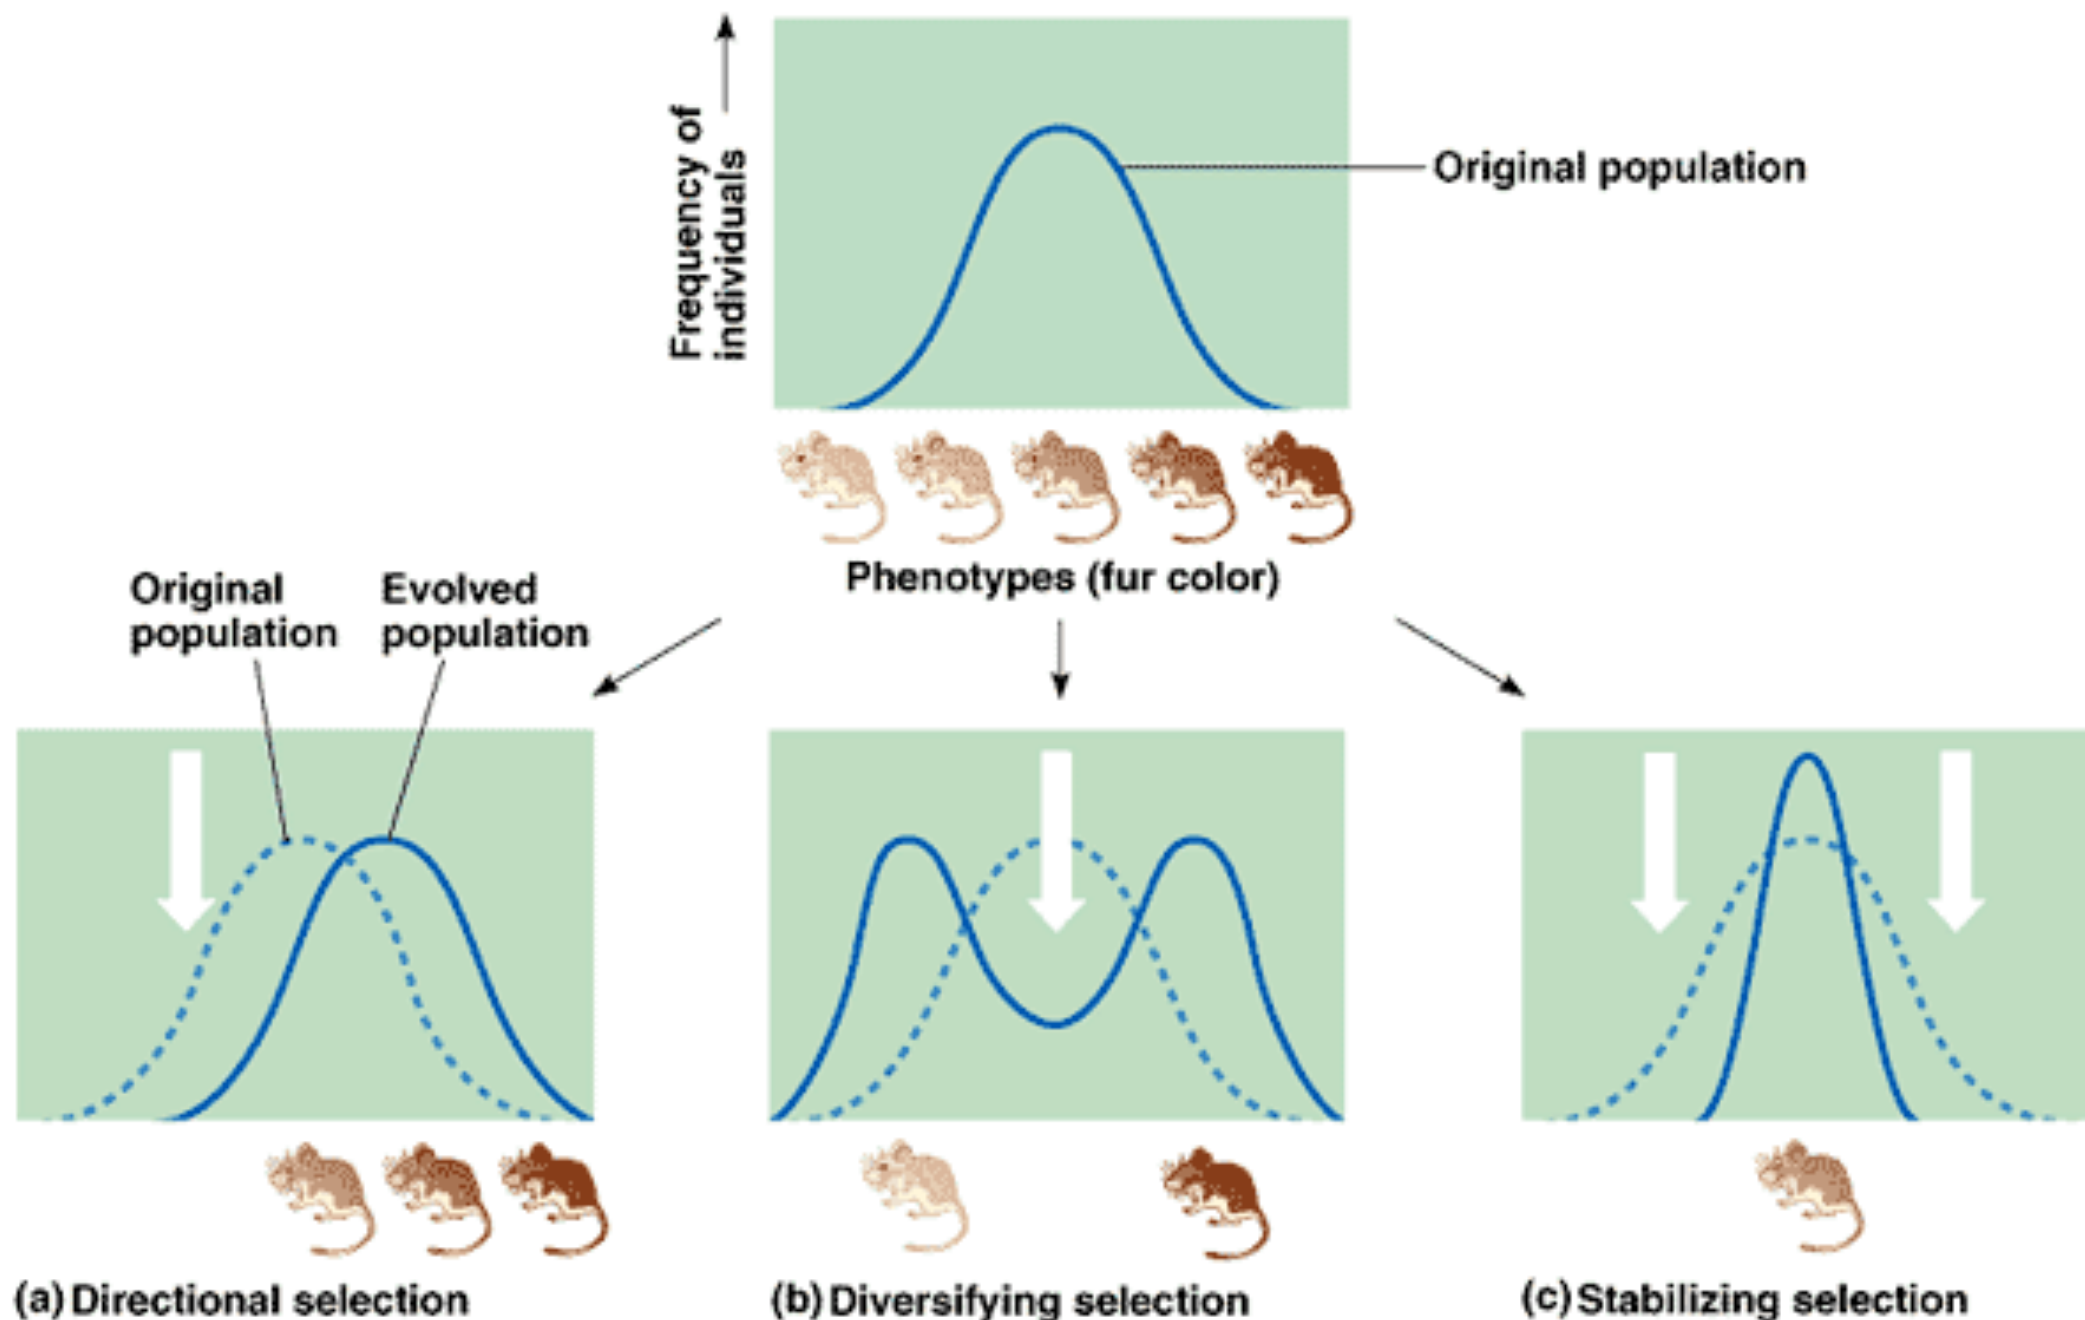 Frequency of
individuals
Original population
Phenotypes (fur color)
Original
population
Evolved
population
(a) Directional selection
(b) Diversifying selection
(c) Stabilizing selection